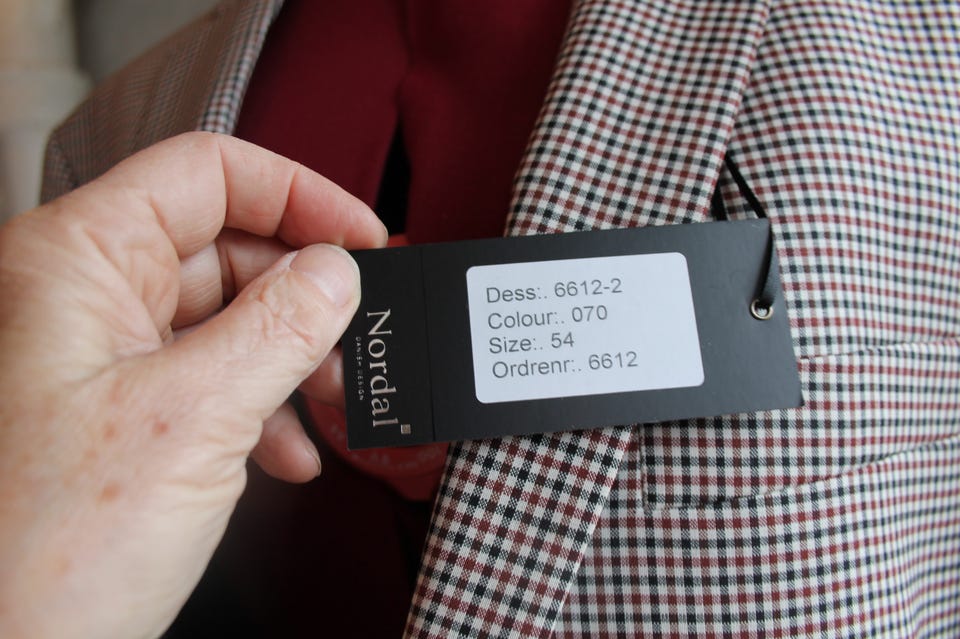 Nordal
DANISH DESIGN
Dess:. 6612-2
Colour:. 070
Size:. 54
Ordrenr:. 6612